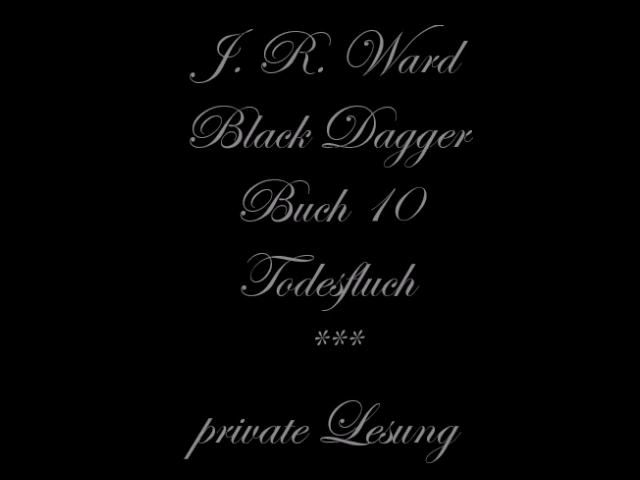 J. R. Ward
Black Dagger
Buch 10
Todesfluch
***
private Lesung